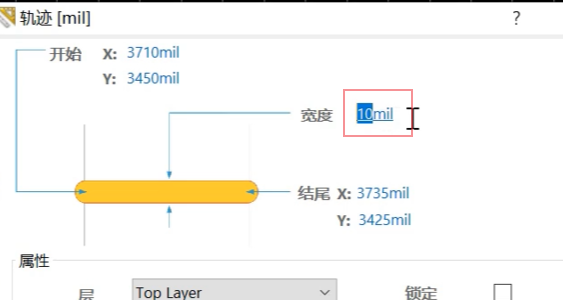 轨迹 [mil] ?
开始 X: 3710mil
Y: 3450mil
宽度 10mil
结尾 X: 3735mil
Y: 3425mil
属性
层 Top Layer 锁定